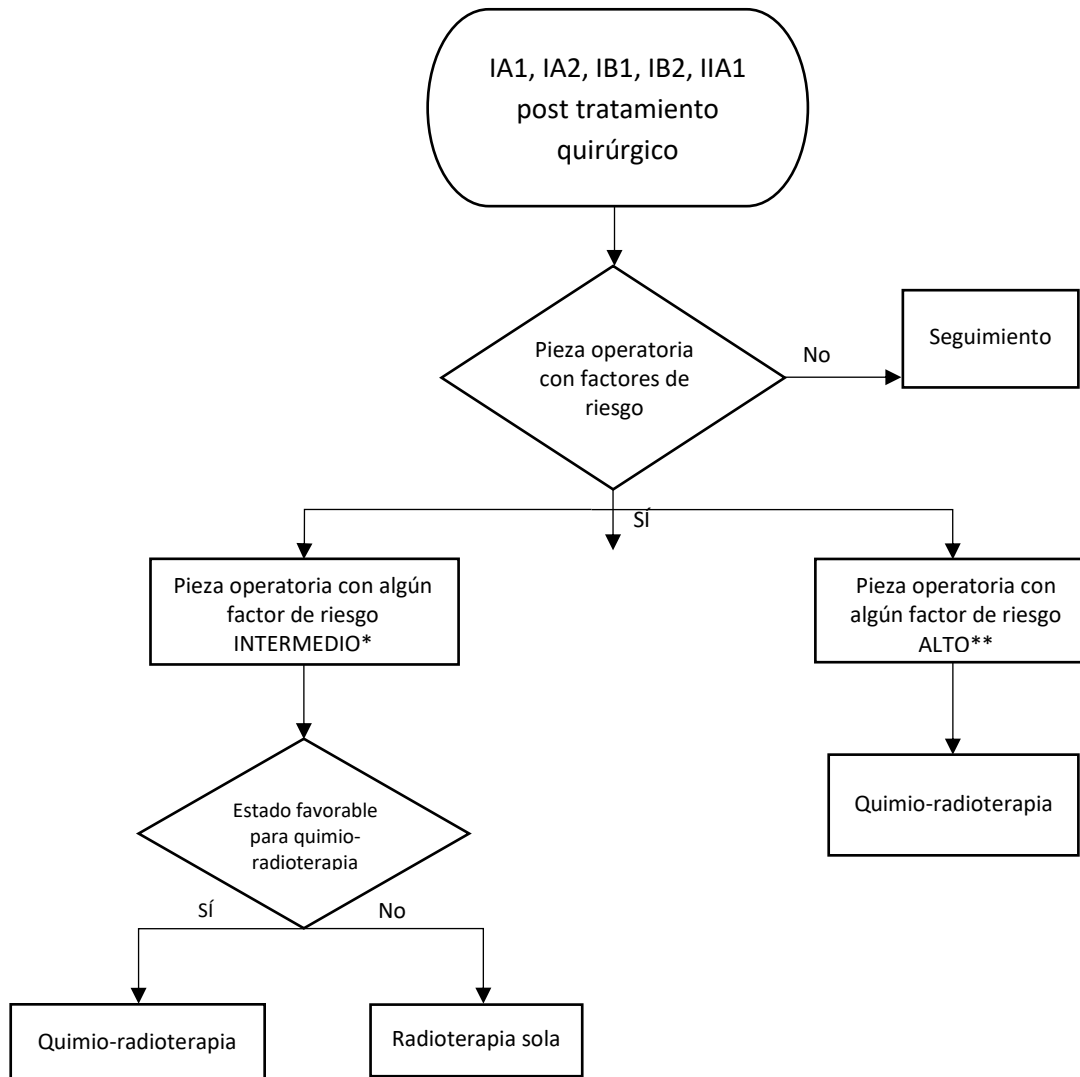 IA1, IA2, IB1, IB2, IIA1
post tratamiento
quirúrgico
Pieza operatoria
con factores de
riesgo
No
Seguimiento
SÍ
Pieza operatoria con algún
factor de riesgo
INTERMEDIO*
Pieza operatoria con
algún factor de riesgo
ALTO**
Estado favorable
para quimio-
radioterapia
Quimio-radioterapia
SÍ
No
Quimio-radioterapia
Radioterapia sola